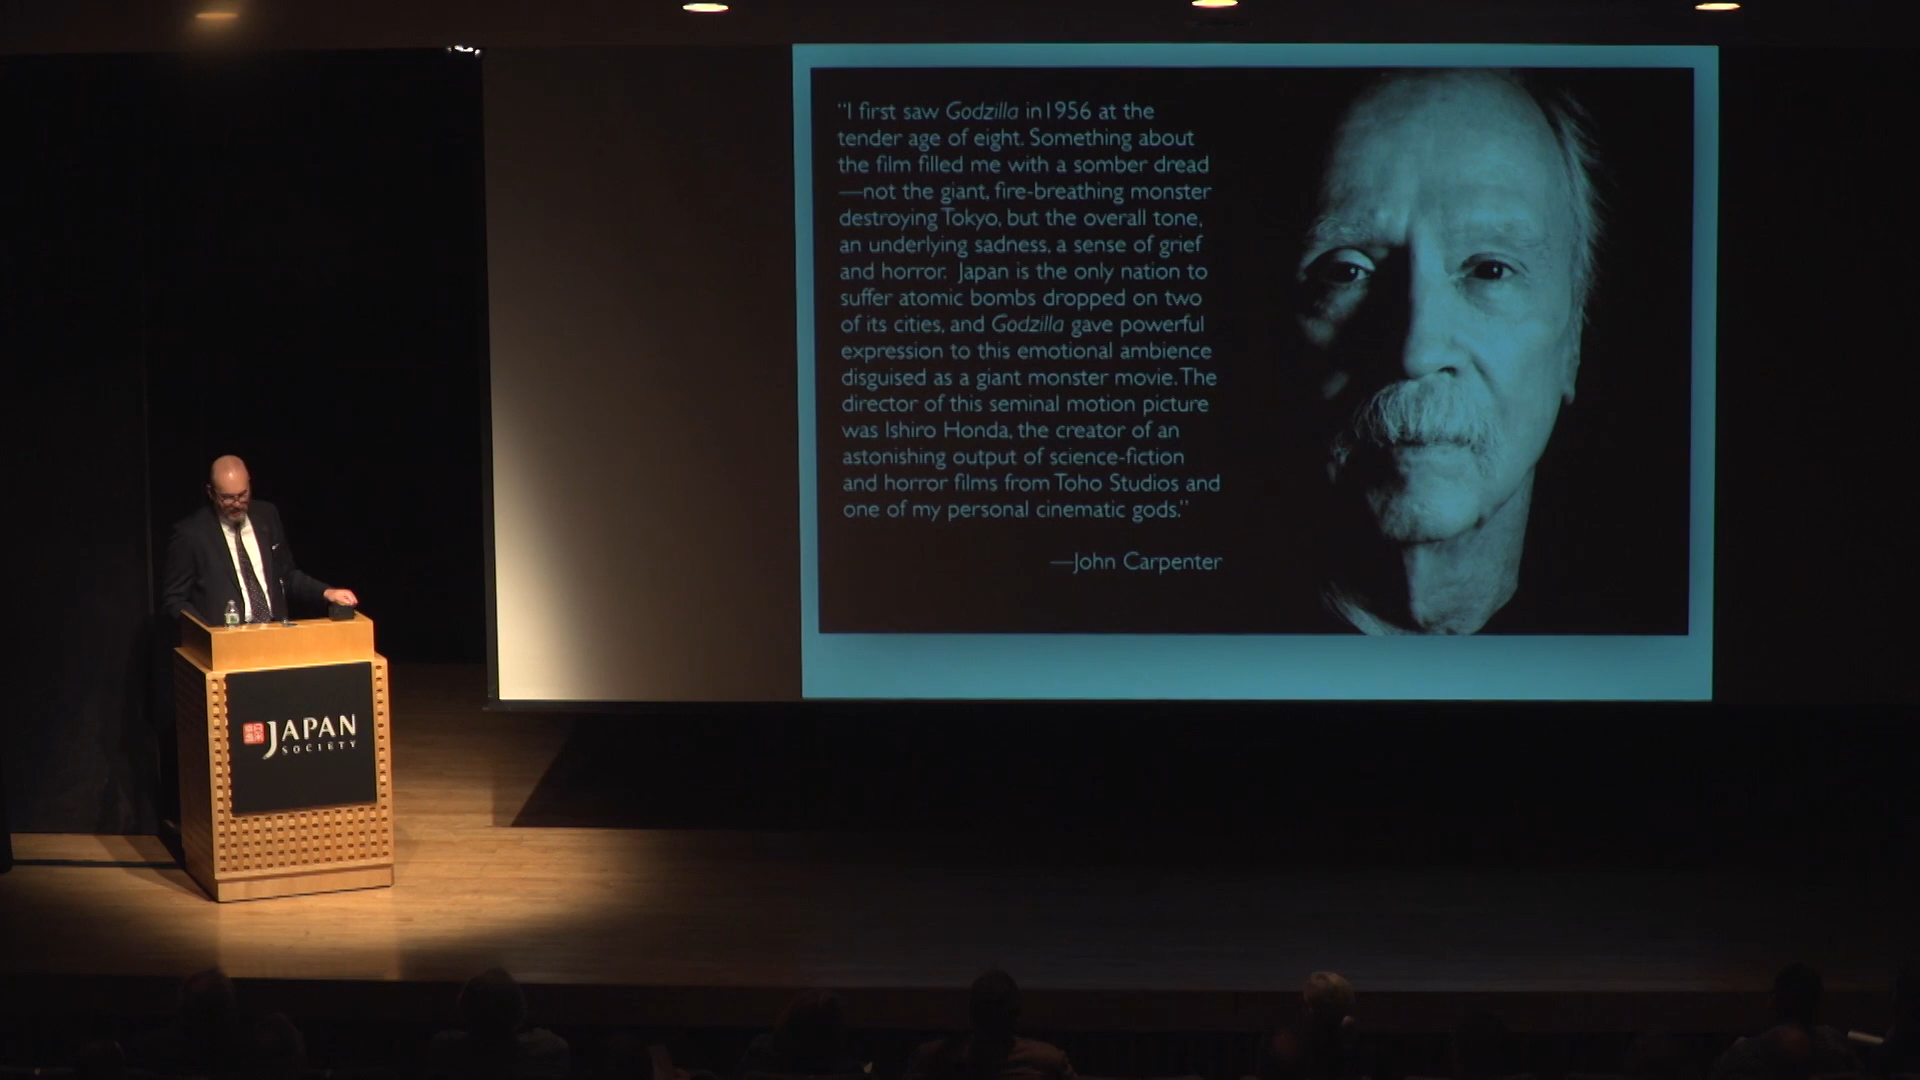 “I first saw Godzilla in1956 at the
tender age of eight. Something about
the film filled me with a somber dread
—not the giant, fire-breathing monster
destroying Tokyo, but the overall tone,
an underlying sadness, a sense of grief
and horror.  Japan is the only nation to
suffer atomic bombs dropped on two
of its cities, and Godzilla gave powerful
expression to this emotional ambience
disguised as a giant monster movie. The
director of this seminal motion picture
was Ishiro Honda, the creator of an
astonishing output of science-fiction
and horror films from Toho Studios and
one of my personal cinematic gods.”
—John Carpenter
JAPAN
SOCIETY